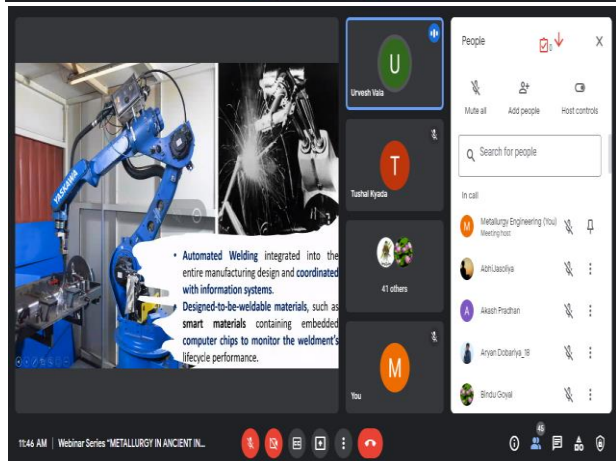 YASKAWA
• Automated Welding integrated into the
entire manufacturing design and coordinated
with information systems.
• Designed-to-be-weldable materials, such as
smart materials containing embedded
computer chips to monitor the weldment's
lifecycle performance.
U
Urvesh Vala
T
Tushal Kyada
41 others
M
You
People
Mute all
Add people
Host controls
Search for people
In call
M
Metallurgy Engineering (You)
Meeting host
Abhi Jasoliya
A
Akash Pradhan
Aryan Dobariya_18
Bindu Goyal
11:46 AM | Webinar Series "METALLURGY IN ANCIENT IN...
45